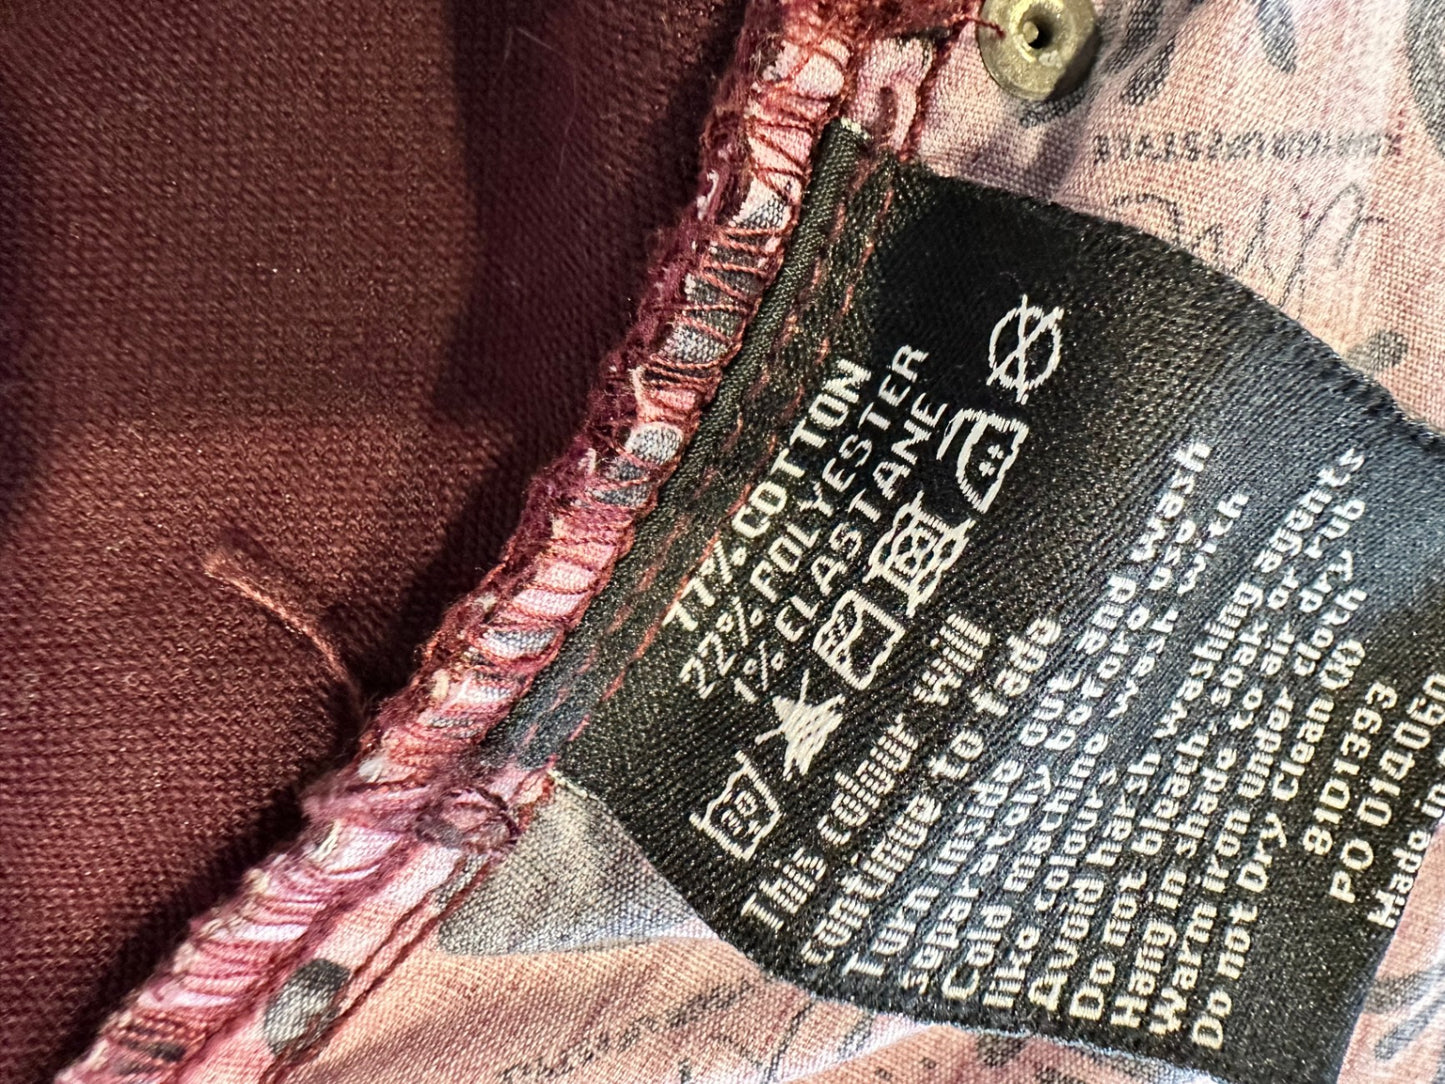 77% COTTON
22% POLYESTER
1% ELASTANE
This colour will
continue to fade
Turn inside out and wash
separately before use
Cold machine wash with
like colours
Avoid harsh washing agents
Do not bleach, soak or rub
Hang in shade to air dry
Warm iron under cloth
Do not Dry Clean (X)
81D1393
PO 014060
Made in